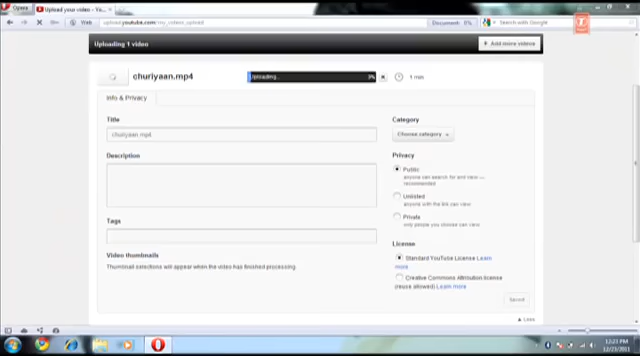 Opera
Upload your video - Y
Web
upload.youtube.com/my_videos_upload
Document: 0%
Search with Google
Uploading 1 video
Add more videos
churiyaan.mp4
Uploading...
3%
1 min
Info & Privacy
Title
Category
churiyaan.mp4
Choose category
Description
Privacy
Public
anyone can search for and view —
recommended
Unlisted
anyone with the link can view
Private
only people you choose can view
Tags
License
Video thumbnails
Standard YouTube License Learn
more
Thumbnail selections will appear when the video has finished processing.
Creative Commons Attribution license
(reuse allowed) Learn more
Saved
Less
12:23 PM
12/23/2011